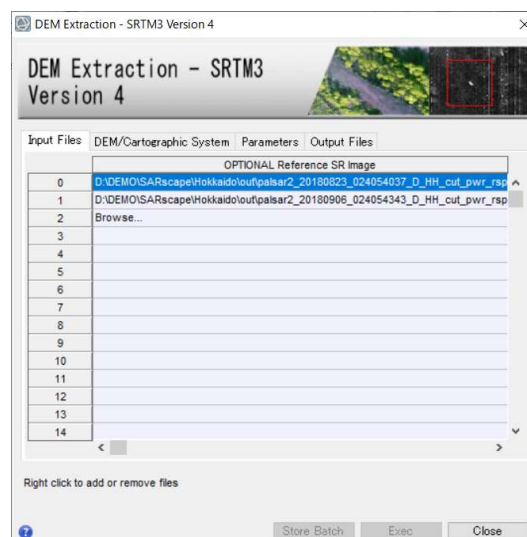 DEM Extraction - SRTM3 Version 4
DEM Extraction - SRTM3
Version 4
Input Files DEM/Cartographic System Parameters Output Files
OPTIONAL Reference SR Image
0 D:\DEMO\SARscape\Hokkaido\out\palsar2_20180823_024054037_D_HH_cut_pwr_rsp
1 D:\DEMO\SARscape\Hokkaido\out\palsar2_20180906_024054343_D_HH_cut_pwr_rsp
2 Browse...
3
4
5
6
7
8
9
10
11
12
13
14
Right click to add or remove files
Store Batch Exec Close